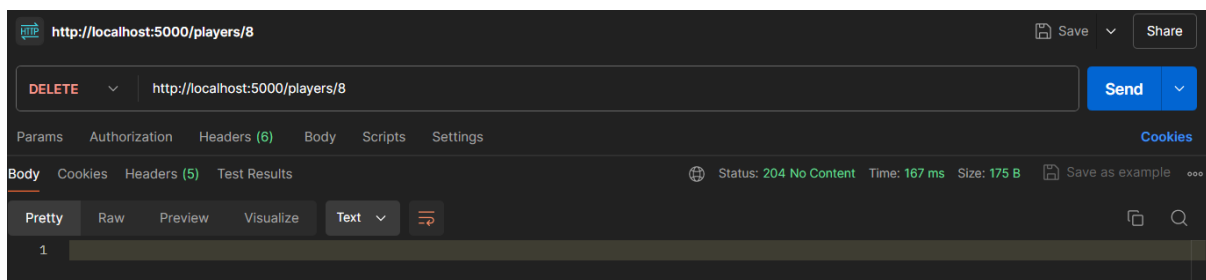 HTTP http://localhost:5000/players/8 Save Share
DELETE http://localhost:5000/players/8 Send
Params Authorization Headers (6) Body Scripts Settings Cookies
Body Cookies Headers (5) Test Results Status: 204 No Content Time: 167 ms Size: 175 B Save as example
Pretty Raw Preview Visualize Text
1